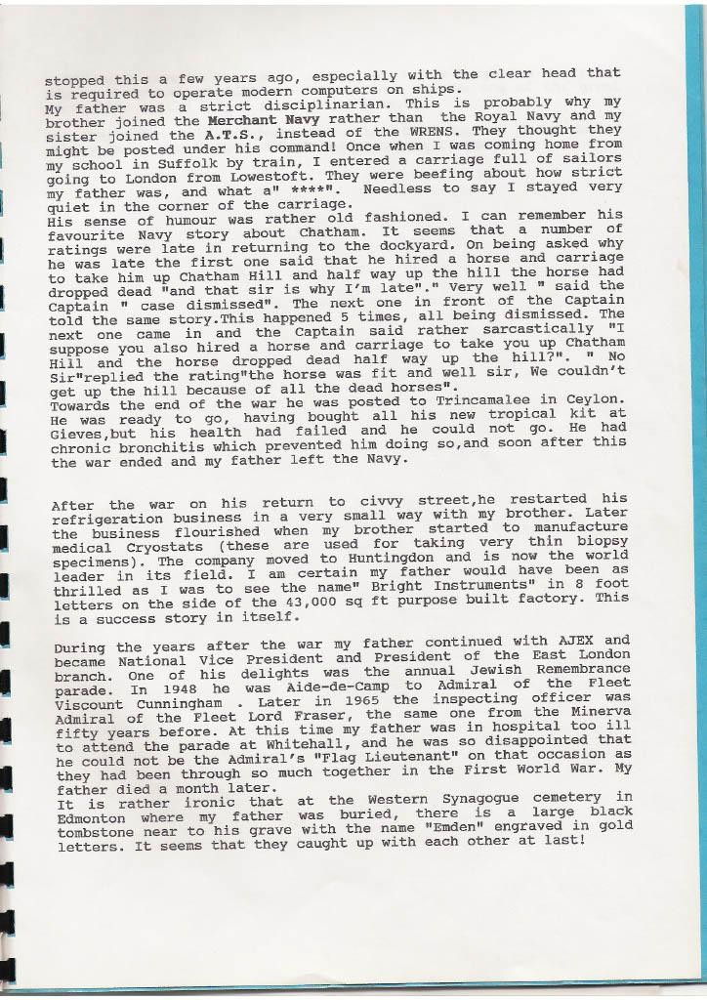 stopped this a few years ago, especially with the clear head that
is required to operate modern computers on ships.
My father was a strict disciplinarian. This is probably why my
brother joined the Merchant Navy rather than the Royal Navy and my
sister joined the A.T.S., instead of the WRENS. They thought they
might be posted under his command! Once when I was coming home from
my school in Suffolk by train, I entered a carriage full of sailors
going to London from Lowestoft. They were beefing about how strict
my father was, and what a" ****". Needless to say I stayed very
quiet in the corner of the carriage.
His sense of humour was rather old fashioned. I can remember his
favourite Navy story about Chatham. It seems that a number of
ratings were late in returning to the dockyard. On being asked why
he was late the first one said that he hired a horse and carriage
to take him up Chatham Hill and half way up the hill the horse had
dropped dead "and that sir is why I'm late"." Very well " said the
Captain " case dismissed". The next one in front of the Captain
told the same story.This happened 5 times, all being dismissed. The
next one came in and the Captain said rather sarcastically "I
suppose you also hired a horse and carriage to take you up Chatham
Hill and the horse dropped dead half way up the hill?". " No
Sir"replied the rating"the horse was fit and well sir, We couldn't
get up the hill because of all the dead horses".
Towards the end of the war he was posted to Trincamalee in Ceylon.
He was ready to go, having bought all his new tropical kit at
Gieves,but his health had failed and he could not go. He had
chronic bronchitis which prevented him doing so,and soon after this
the war ended and my father left the Navy.
After the war on his return to civvy street,he restarted his
refrigeration business in a very small way with my brother. Later
the business flourished when my brother started to manufacture
medical Cryostats (these are used for taking very thin biopsy
specimens). The company moved to Huntingdon and is now the world
leader in its field. I am certain my father would have been as
thrilled as I was to see the name" Bright Instruments" in 8 foot
letters on the side of the 43,000 sq ft purpose built factory. This
is a success story in itself.
During the years after the war my father continued with AJEX and
became National Vice President and President of the East London
branch. One of his delights was the annual Jewish Remembrance
parade. In 1948 he was Aide-de-Camp to Admiral of the Fleet
Viscount Cunningham . Later in 1965 the inspecting officer was
Admiral of the Fleet Lord Fraser, the same one from the Minerva
fifty years before. At this time my father was in hospital too ill
to attend the parade at Whitehall, and he was so disappointed that
he could not be the Admiral's "Flag Lieutenant" on that occasion as
they had been through so much together in the First World War. My
father died a month later.
It is rather ironic that at the Western Synagogue cemetery in
Edmonton where my father was buried, there is a large black
tombstone near to his grave with the name "Emden" engraved in gold
letters. It seems that they caught up with each other at last!